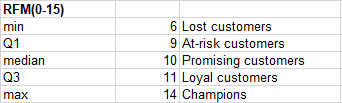 RFM(0-15)
min 6 Lost customers
Q1 9 At-risk customers
median 10 Promising customers
Q3 11 Loyal customers
max 14 Champions